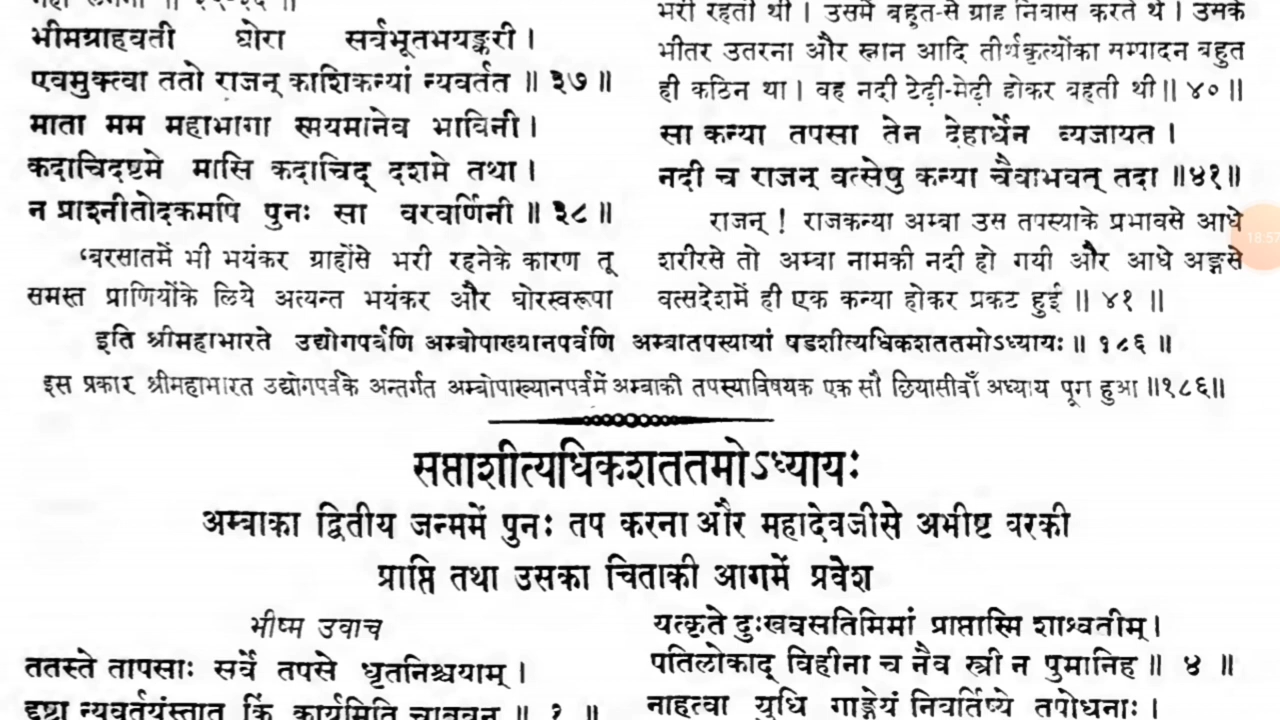 भीमग्राहवती घोरा सर्वभूतभयङ्करी ।
एवमुक्त्वा ततो राजन् काशिकन्यां न्यवर्तत ॥ ३७ ॥
माता मम महाभागा स्मयमानेव भाविनी ।
कदाचिदष्टमे मासि कदाचिद् दशमे तथा ।
न प्राश्नीतोदकमपि पुनः सा वरवर्णिनी ॥ ३८ ॥
'बरसातमें भी भयंकर ग्राहोंसे भरी रहनेके कारण तू
समस्त प्राणियोंके लिये अत्यन्त भयंकर और घोरस्वरूपा
भरी रहती थी । उसमें बहुत-से ग्राह निवास करते थे । उसके
भीतर उतरना और स्नान आदि तीर्थकृत्योंका सम्पादन बहुत
ही कठिन था । वह नदी टेढ़ी-मेढ़ी होकर बहती थी ॥ ४० ॥
सा कन्या तपसा तेन देहार्धेन व्यजायत ।
नदी च राजन् वत्सेषु कन्या चैवाभवत् तदा ॥४१॥
राजन् ! राजकन्या अम्बा उस तपस्याके प्रभावसे आधे
शरीरसे तो अम्बा नामकी नदी हो गयी और आधे अङ्गसे
वत्सदेशमें ही एक कन्या होकर प्रकट हुई ॥ ४१ ॥
इति श्रीमहाभारते उद्योगपर्वणि अम्बोपाख्यानपर्वणि अम्बातपस्यायां षडशीत्यधिकशततमोऽध्यायः ॥ १८६ ॥
इस प्रकार श्रीमहाभारत उद्योगपर्वके अन्तर्गत अम्बोपाख्यानपर्वमें अम्बाकी तपस्याविषयक एक सौ छियासीवाँ अध्याय पूरा हुआ ॥१८६॥
सप्ताशीत्यधिकशततमोऽध्यायः
अम्बाका द्वितीय जन्ममें पुनः तप करना और महादेवजीसे अभीष्ट वरकी
प्राप्ति तथा उसका चिताकी आगमें प्रवेश
भीष्म उवाच
ततस्ते तापसाः सर्वे तपसे धृतनिश्चयाम् ।
दृष्ट्वा न्यवर्तयंस्तात किं कार्यमिति चाब्रुवन् ॥ १ ॥
यत्कृते दुःखवसतिमिमां प्राप्तास्मि शाश्वतीम् ।
पतिलोकाद् विहीना च नैव स्त्री न पुमानिह ॥ ४ ॥
नाहत्वा युधि गाङ्गेयं निवर्तिष्ये तपोधनाः ।
18:57